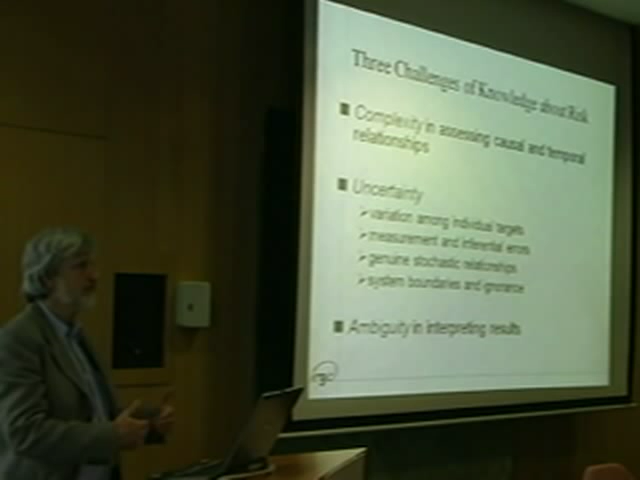 Three Challenges of Knowledge about Risk
Complexity in assessing causal and temporal
relationships
Uncertainty
variation among individual targets
measurement and inferential errors
genuine stochastic relationships
system boundaries and ignorance
Ambiguity in interpreting results